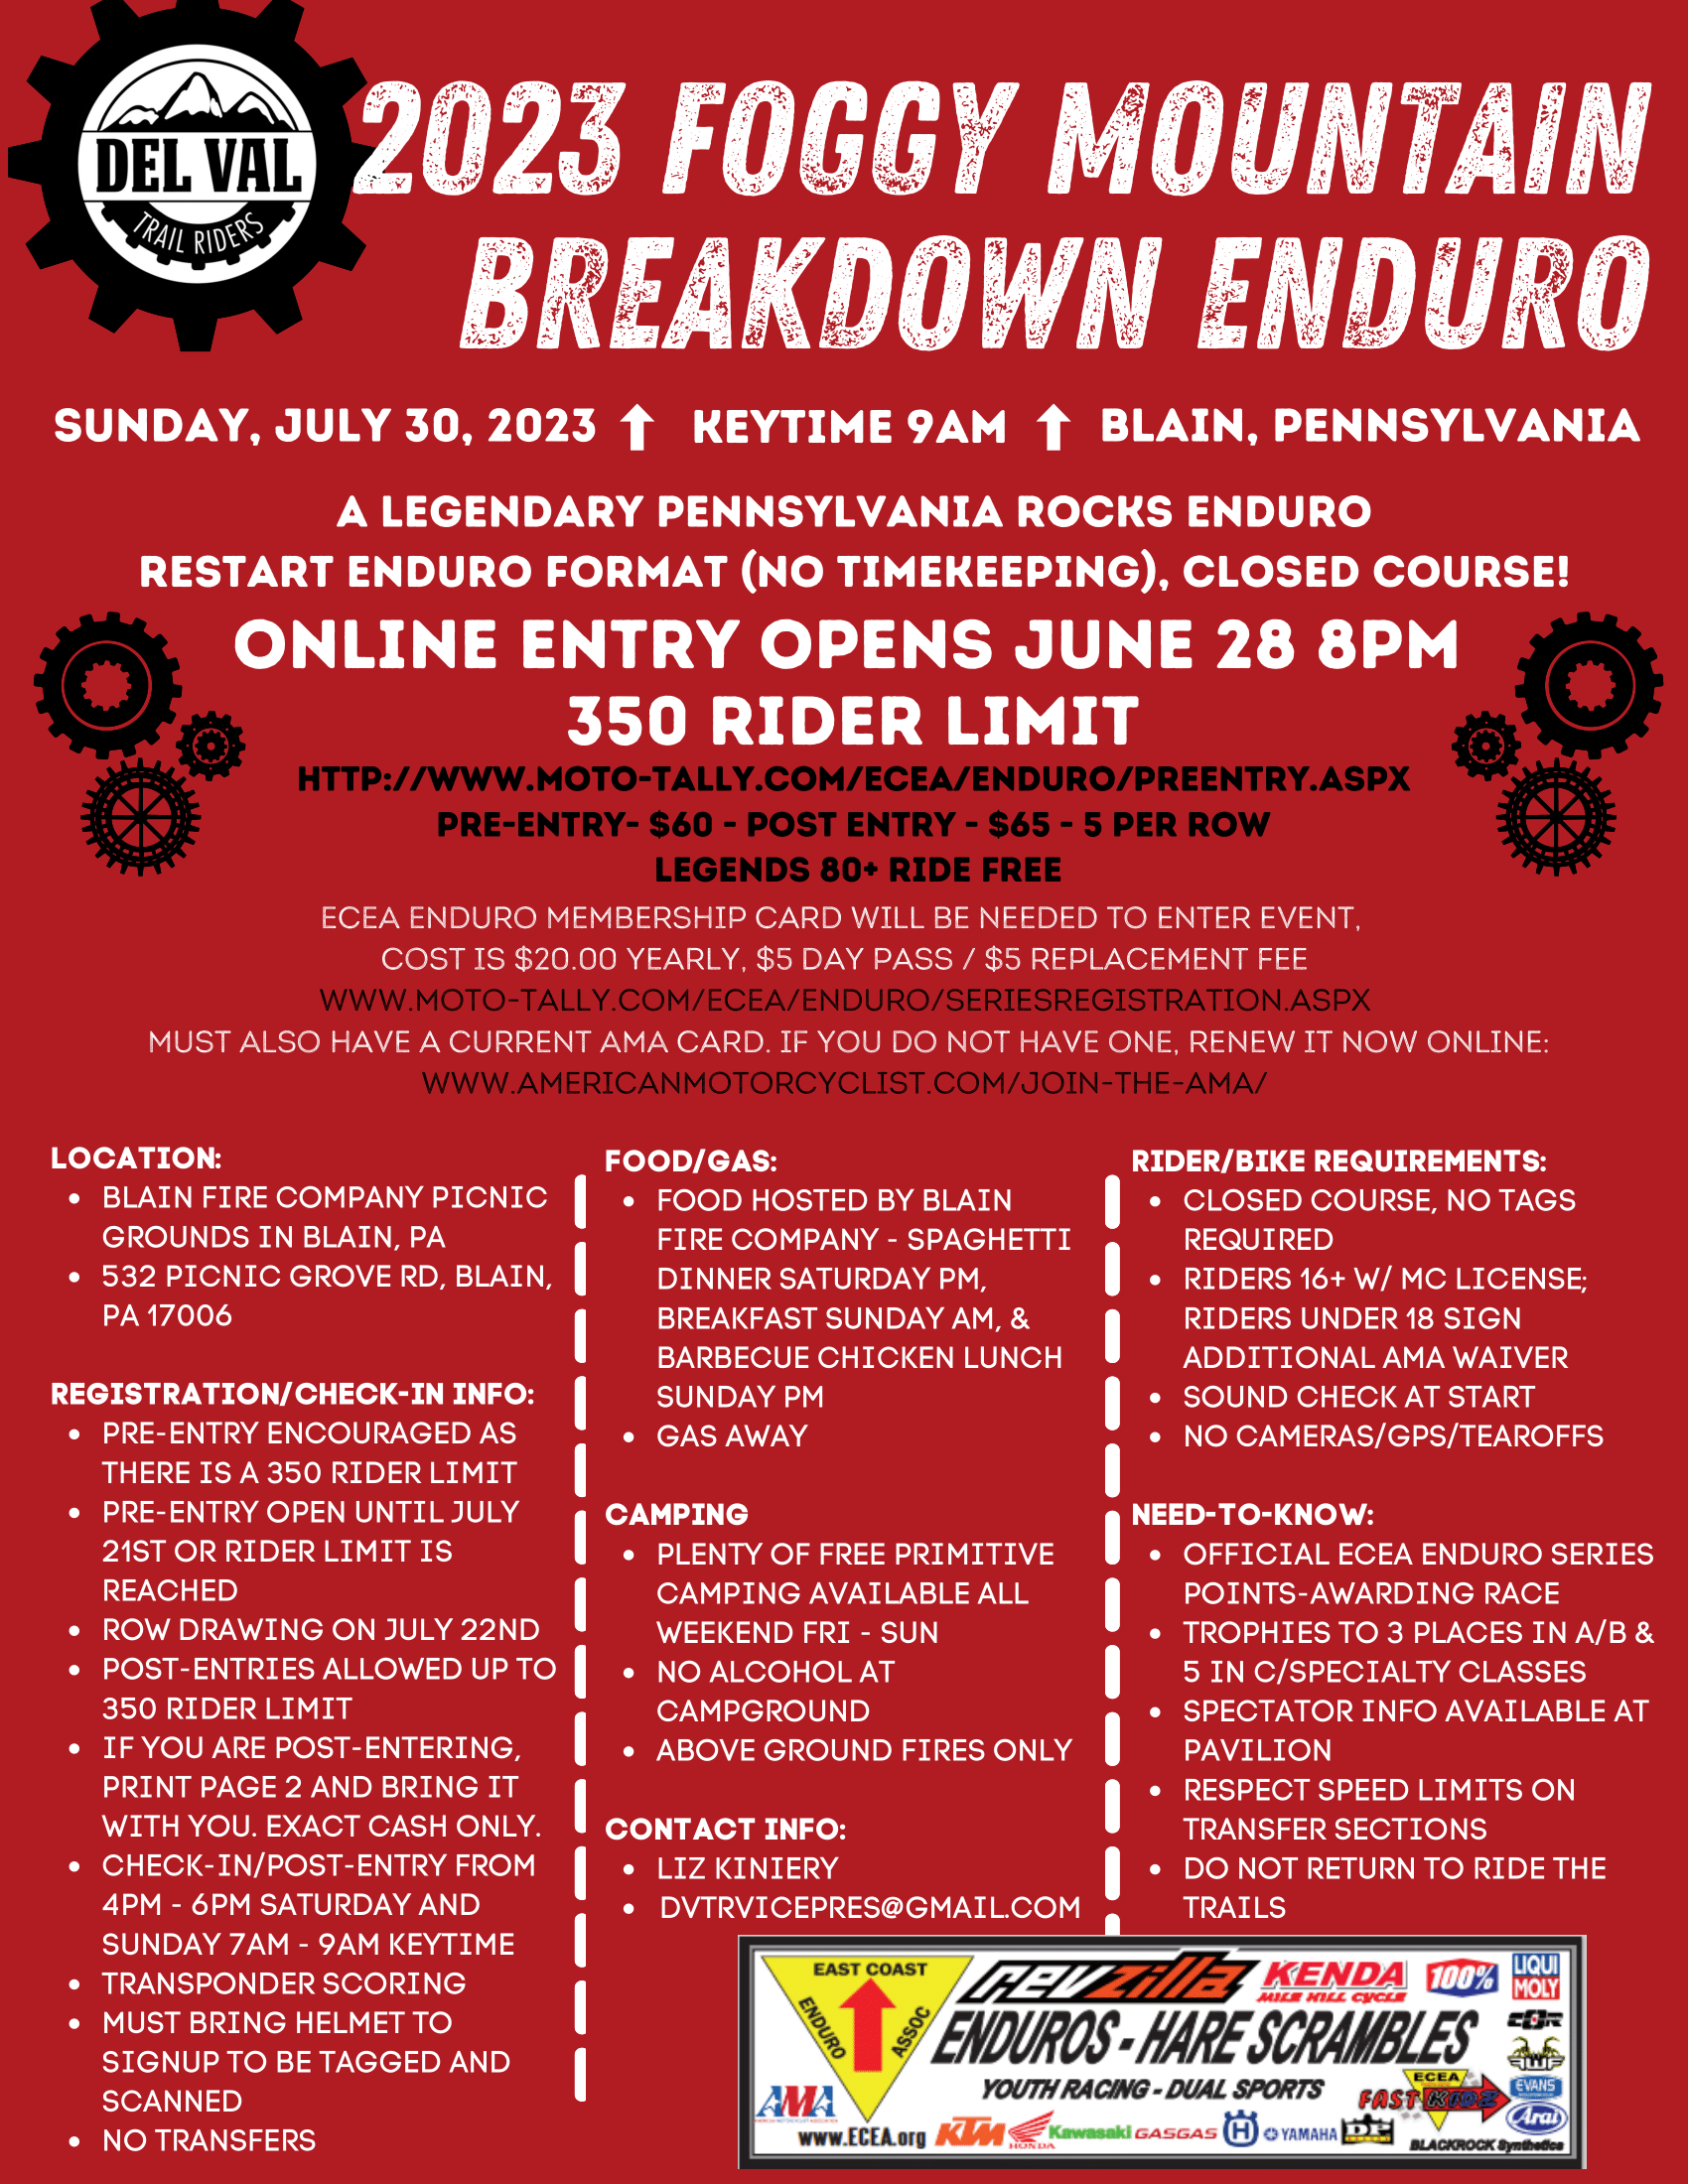 DEL VAL
TRAIL RIDERS
2023 FOGGY MOUNTAIN
BREAKDOWN ENDURO
SUNDAY, JULY 30, 2023 KEYTIME 9AM BLAIN, PENNSYLVANIA
A LEGENDARY PENNSYLVANIA ROCKS ENDURO
RESTART ENDURO FORMAT (NO TIMEKEEPING), CLOSED COURSE!
ONLINE ENTRY OPENS JUNE 28 8PM
350 RIDER LIMIT
HTTP://WWW.MOTO-TALLY.COM/ECEA/ENDURO/PREENTRY.ASPX
PRE-ENTRY- $60 - POST ENTRY - $65 - 5 PER ROW
LEGENDS 80+ RIDE FREE
ECEA ENDURO MEMBERSHIP CARD WILL BE NEEDED TO ENTER EVENT,
COST IS $20.00 YEARLY, $5 DAY PASS / $5 REPLACEMENT FEE
WWW.MOTO-TALLY.COM/ECEA/ENDURO/SERIESREGISTRATION.ASPX
MUST ALSO HAVE A CURRENT AMA CARD. IF YOU DO NOT HAVE ONE, RENEW IT NOW ONLINE:
WWW.AMERICANMOTORCYCLIST.COM/JOIN-THE-AMA/
LOCATION:
• BLAIN FIRE COMPANY PICNIC
GROUNDS IN BLAIN, PA
• 532 PICNIC GROVE RD, BLAIN,
PA 17006
REGISTRATION/CHECK-IN INFO:
• PRE-ENTRY ENCOURAGED AS
THERE IS A 350 RIDER LIMIT
• PRE-ENTRY OPEN UNTIL JULY
21ST OR RIDER LIMIT IS
REACHED
• ROW DRAWING ON JULY 22ND
• POST-ENTRIES ALLOWED UP TO
350 RIDER LIMIT
• IF YOU ARE POST-ENTERING,
PRINT PAGE 2 AND BRING IT
WITH YOU. EXACT CASH ONLY.
• CHECK-IN/POST-ENTRY FROM
4PM - 6PM SATURDAY AND
SUNDAY 7AM - 9AM KEYTIME
• TRANSPONDER SCORING
• MUST BRING HELMET TO
SIGNUP TO BE TAGGED AND
SCANNED
• NO TRANSFERS
FOOD/GAS:
• FOOD HOSTED BY BLAIN
FIRE COMPANY - SPAGHETTI
DINNER SATURDAY PM,
BREAKFAST SUNDAY AM, &
BARBECUE CHICKEN LUNCH
SUNDAY PM
• GAS AWAY
CAMPING
• PLENTY OF FREE PRIMITIVE
CAMPING AVAILABLE ALL
WEEKEND FRI - SUN
• NO ALCOHOL AT
CAMPGROUND
• ABOVE GROUND FIRES ONLY
CONTACT INFO:
• LIZ KINIERY
• DVTRVICEPRES@GMAIL.COM
RIDER/BIKE REQUIREMENTS:
• CLOSED COURSE, NO TAGS
REQUIRED
• RIDERS 16+ W/ MC LICENSE;
RIDERS UNDER 18 SIGN
ADDITIONAL AMA WAIVER
• SOUND CHECK AT START
• NO CAMERAS/GPS/TEAROFFS
NEED-TO-KNOW:
• OFFICIAL ECEA ENDURO SERIES
POINTS-AWARDING RACE
• TROPHIES TO 3 PLACES IN A/B &
5 IN C/SPECIALTY CLASSES
• SPECTATOR INFO AVAILABLE AT
PAVILION
• RESPECT SPEED LIMITS ON
TRANSFER SECTIONS
• DO NOT RETURN TO RIDE THE
TRAILS
EAST COAST
ENDURO
ASSOC
AMA
WWW.ECEA.org
revzilla
KENDA
MILE HILL CYCLE
100%
LIQUI
MOLY
ENDUROS - HARE SCRAMBLES
YOUTH RACING - DUAL SPORTS
ECEA
FAST KIDZ
EVANS
Arai
KTM
HONDA
Kawasaki
GASGAS
YAMAHA
BLACKROCK Synthetics